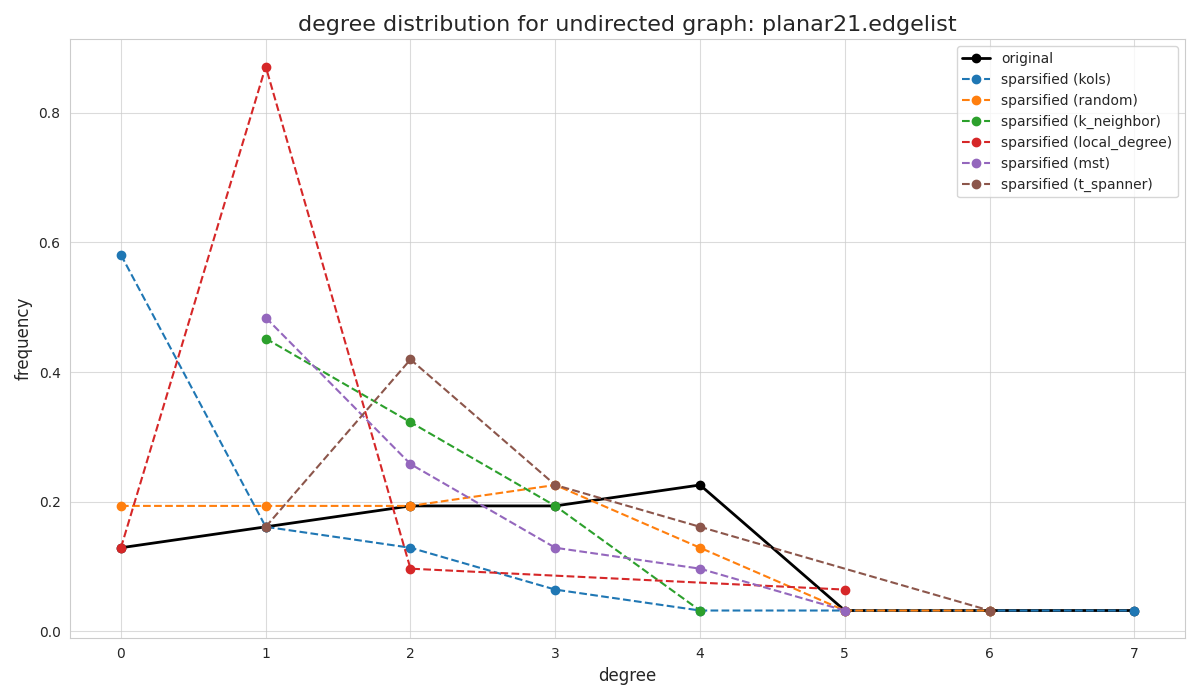 degree distribution for undirected graph: planar21.edgelist
original
sparsified (kols)
sparsified (random)
sparsified (k_neighbor)
sparsified (local_degree)
sparsified (mst)
sparsified (t_spanner)
frequency
0.8
0.6
0.4
0.2
0.0
0 1 2 3 4 5 6 7
degree